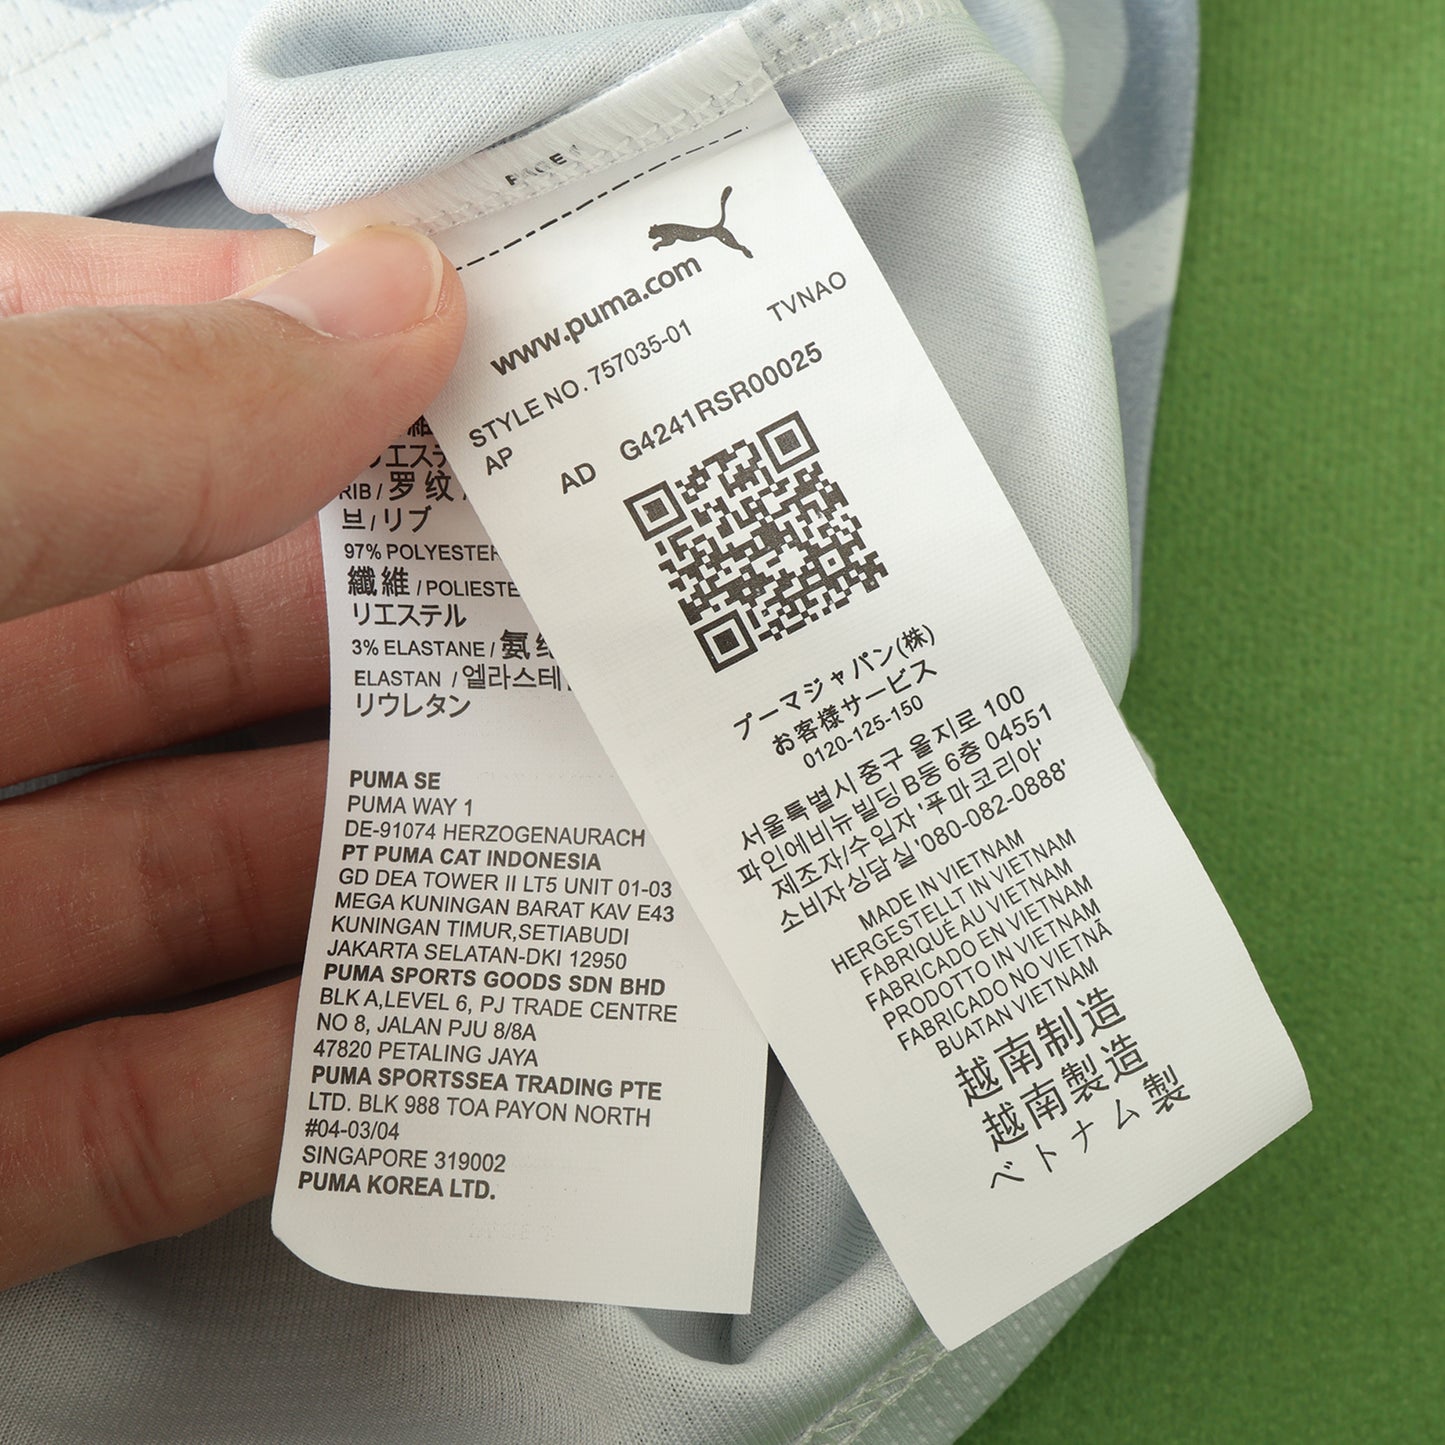 www.puma.com
STYLE NO. 757035-01
TVNAO
AP
AD
G4241RSR00025
プーマジャパン(株)
お客様サービス
0120-125-150
서울특별시 중구 을지로 100
파인에비뉴 빌딩 B동 6층 04551
제조자/수입자 '푸마코리아'
소비자상담실 '080-082-0888'
MADE IN VIETNAM
HERGESTELLT IN VIETNAM
FABRIQUÉ AU VIETNAM
FABRICADO EN VIETNAM
PRODOTTO IN VIETNAM
FABRICADO NO VIETNÃ
BUATAN VIETNAM
越南制造
越南製造
ベトナム製
RIB / 罗纹
브 / リブ
97% POLYESTER
纖維 / POLIESTE
リエステル
3% ELASTANE / 氨
ELASTAN / 엘라스테
リウレタン
PUMA SE
PUMA WAY 1
DE-91074 HERZOGENAURACH
PT PUMA CAT INDONESIA
GD DEA TOWER II LT5 UNIT 01-03
MEGA KUNINGAN BARAT KAV E43
KUNINGAN TIMUR,SETIABUDI
JAKARTA SELATAN-DKI 12950
PUMA SPORTS GOODS SDN BHD
BLK A,LEVEL 6, PJ TRADE CENTRE
NO 8, JALAN PJU 8/8A
47820 PETALING JAYA
PUMA SPORTSSEA TRADING PTE
LTD. BLK 988 TOA PAYON NORTH
#04-03/04
SINGAPORE 319002
PUMA KOREA LTD.